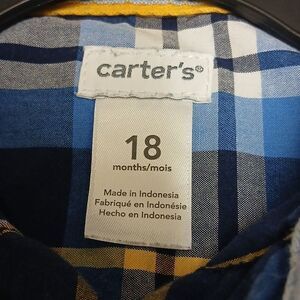 carter's®
18
months/mois
Made in Indonesia
Fabriqué en Indonésie
Hecho en Indonesia